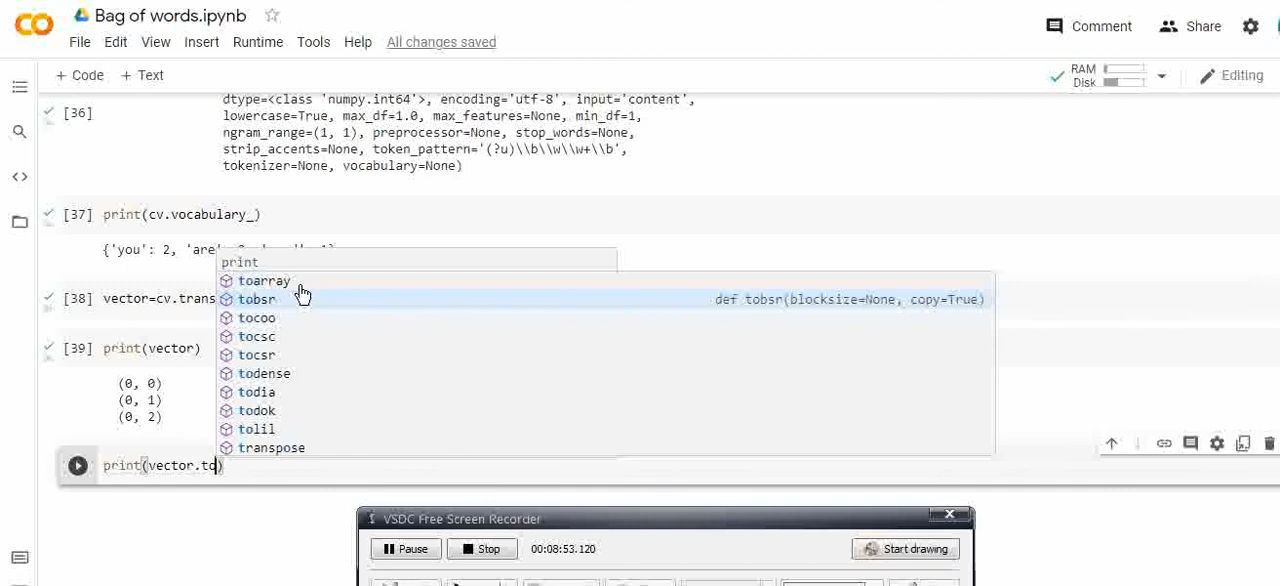 Bag of words.ipynb
Comment
Share
File Edit View Insert Runtime Tools Help All changes saved
+ Code + Text
RAM
Disk
Editing
[36]
dtype=<class 'numpy.int64'>, encoding='utf-8', input='content',
lowercase=True, max_df=1.0, max_features=None, min_df=1,
ngram_range=(1, 1), preprocessor=None, stop_words=None,
strip_accents=None, token_pattern='(?u)\\b\\w\\w+\\b',
tokenizer=None, vocabulary=None)
[37] print(cv.vocabulary_)
{'you': 2, 'are
print
toarray
[38] vector=cv.trans
tobsr def tobsr(blocksize=None, copy=True)
tocoo
tocsc
[39] print(vector)
tocsr
todense
(0, 0)
todia
(0, 1)
todok
(0, 2)
tolil
transpose
print(vector.to)
VSDC Free Screen Recorder
Pause Stop 00:08:53.120 Start drawing